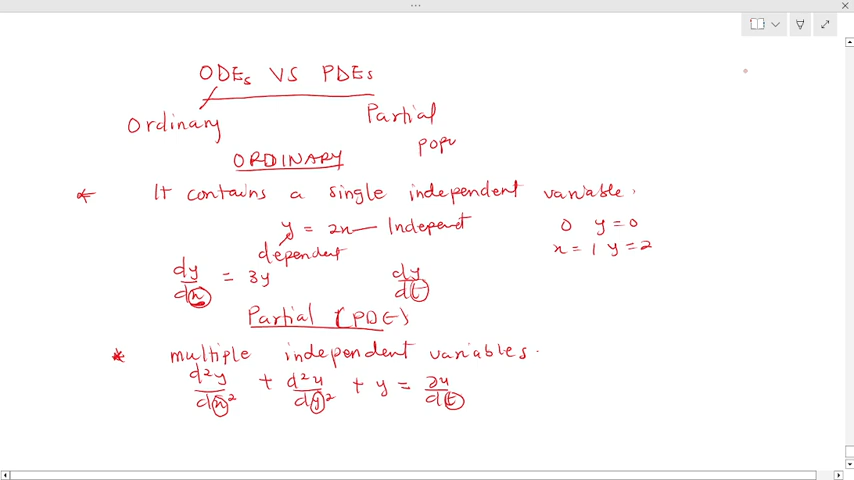 ODEs VS PDEs
Ordinary Partial
popu
ORDINARY
* It contains a single independent variable.
y = 2x — Independent 0 y = 0
dependent x = 1 y = 2
dy/dx = 3y dy/dt
Partial (PDE)
* multiple independent variables.
d²y/dx² + d²u/dy² + y = ∂u/dt